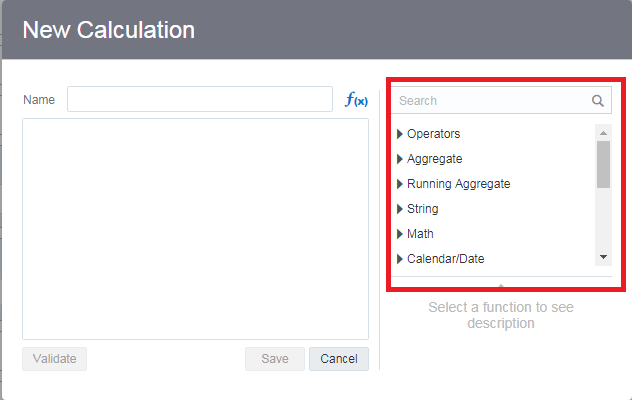 New Calculation
Name
f(x)
Search
Operators
Aggregate
Running Aggregate
String
Math
Calendar/Date
Select a function to see
description
Validate
Save
Cancel